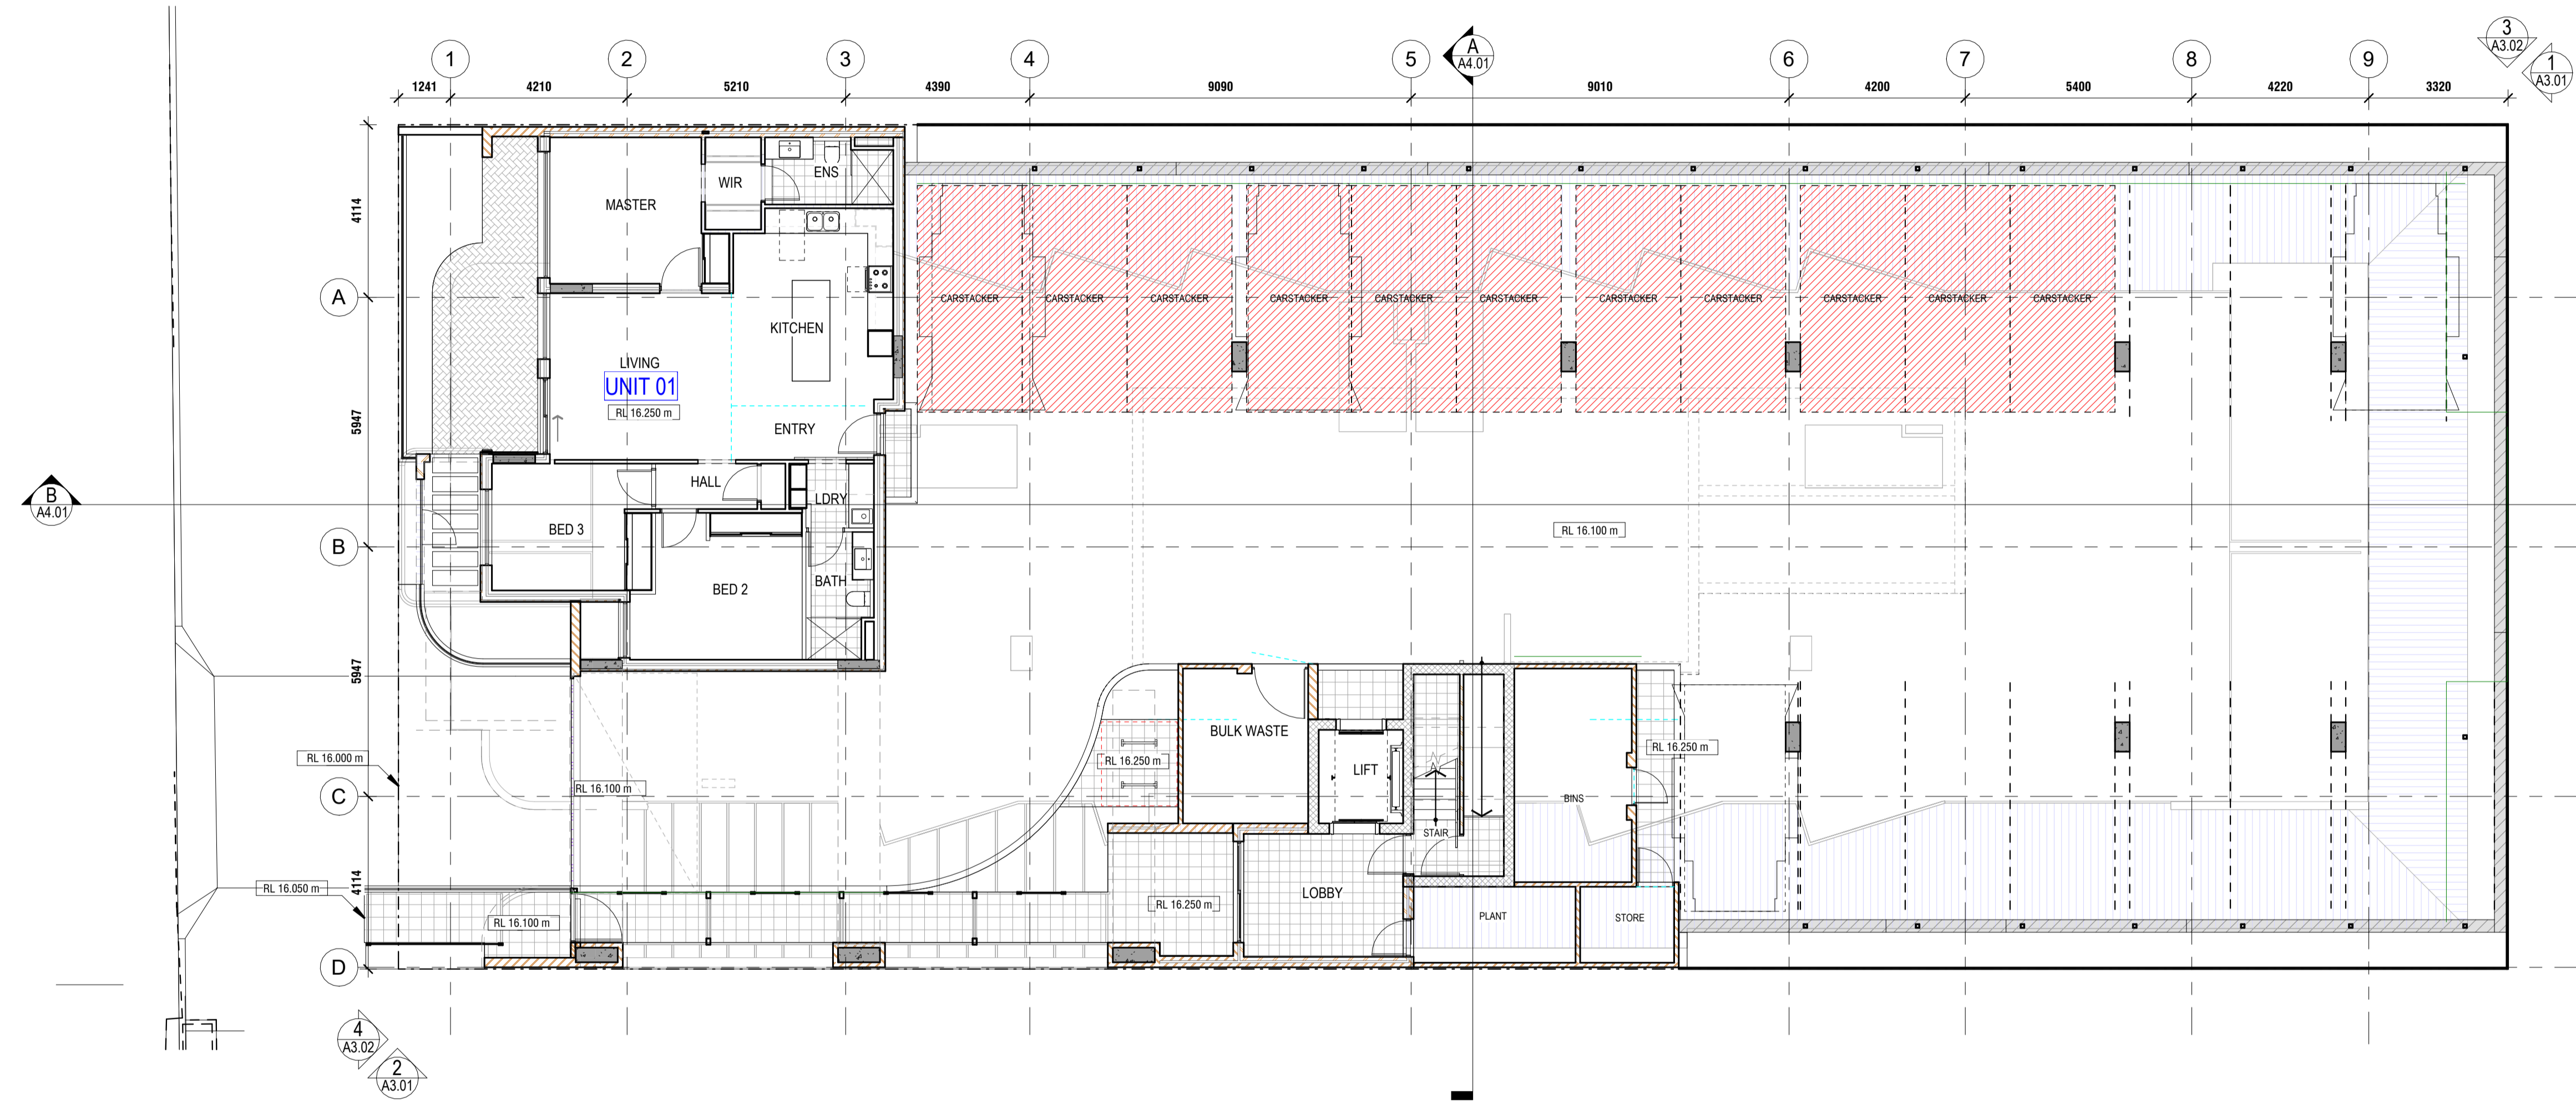 1 2 3 4 5 A 6 7 8 9 3
A4.01 A3.02
1
A3.01
1241 4210 5210 4390 9090 9010 4200 5400 4220 3320
4114
5947
5947
4114
A
B
C
D
B
A4.01
MASTER
WIR
ENS
KITCHEN
LIVING
UNIT 01
RL 16.250 m
ENTRY
HALL
LDRY
BED 3
BED 2
BATH
CARSTACKER CARSTACKER CARSTACKER CARSTACKER CARSTACKER CARSTACKER CARSTACKER CARSTACKER CARSTACKER CARSTACKER CARSTACKER
RL 16.100 m
BULK WASTE
RL 16.250 m
LIFT
STAIR
BINS
RL 16.250 m
RL 16.000 m
RL 16.100 m
RL 16.050 m
RL 16.100 m
RL 16.250 m
LOBBY
PLANT
STORE
4
A3.02
2
A3.01